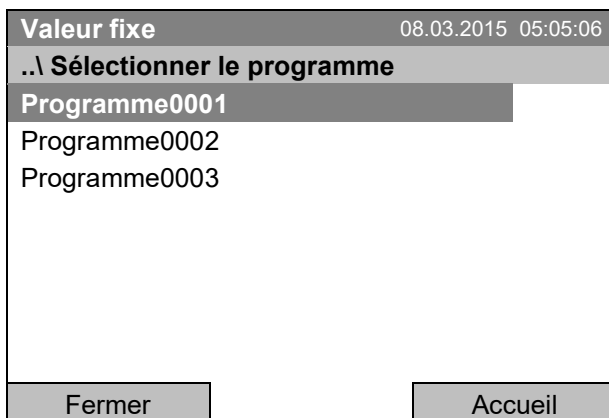 Valeur fixe 08.03.2015 05:05:06
..\ Sélectionner le programme
Programme0001
Programme0002
Programme0003
Fermer Accueil